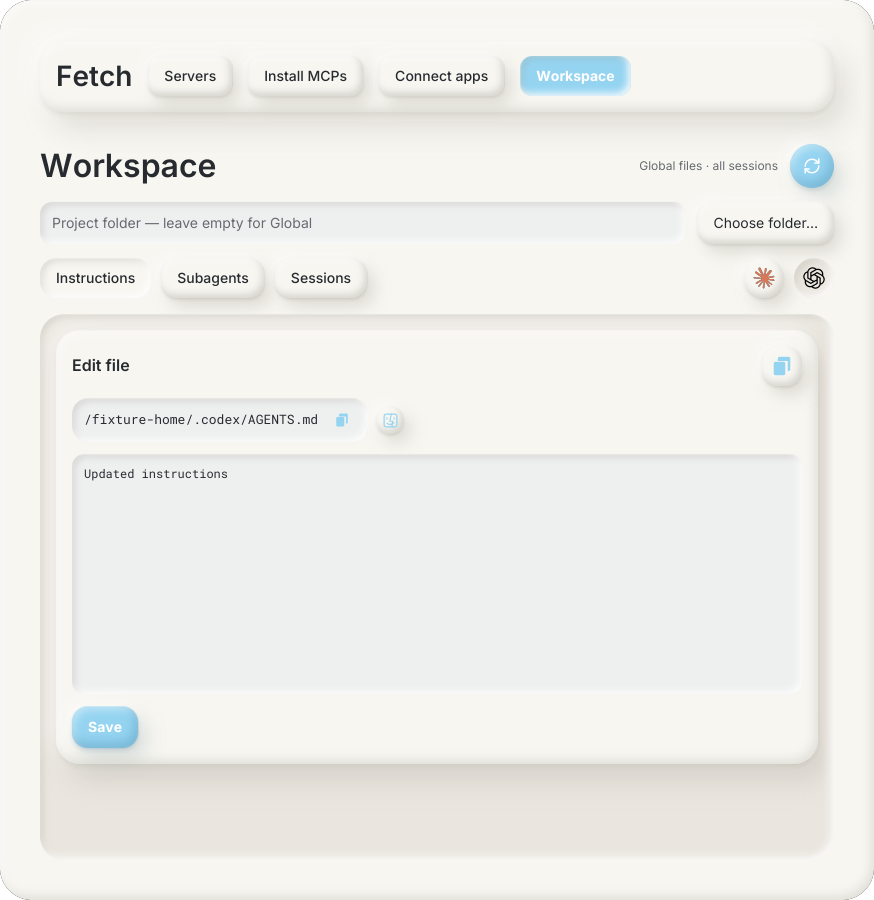 Fetch
Servers
Install MCPs
Connect apps
Workspace
Workspace
Global files · all sessions
Project folder — leave empty for Global
Choose folder...
Instructions
Subagents
Sessions
Edit file
/fixture-home/.codex/AGENTS.md
Updated instructions
Save